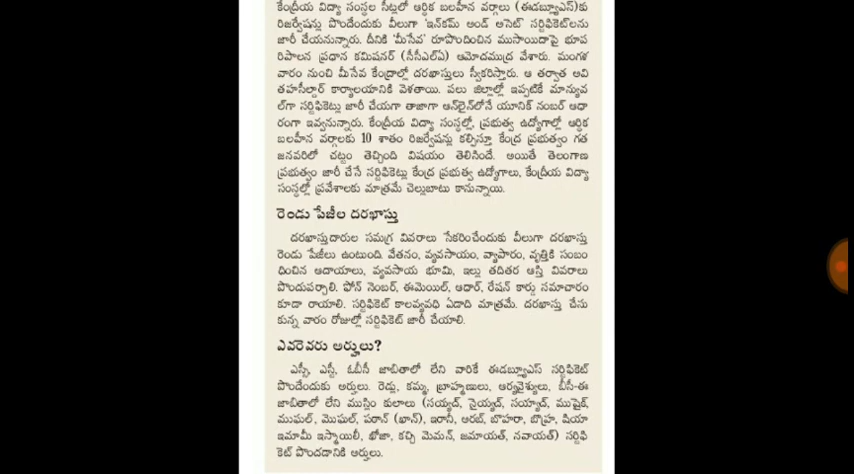 కేంద్రీయ విద్యా సంస్థల సీట్లలో ఆర్థిక బలహీన వర్గాలు (ఈడబ్ల్యూఎస్)కు
రిజర్వేషన్లు పొందేందుకు వీలుగా 'ఇన్‌కమ్ అండ్ అసెట్' సర్టిఫికెట్‌లను
జారీ చేయనున్నారు. దీనికి 'మీసేవ' రూపొందించిన ముసాయిదాపై భూప
రిపాలన ప్రధాన కమిషనర్ (సీసీఎల్ఏ) ఆమోదముద్ర వేశారు. మంగళ
వారం నుంచి మీసేవ కేంద్రాల్లో దరఖాస్తులు స్వీకరిస్తారు. ఆ తర్వాత అవి
తహసీల్దార్ కార్యాలయానికి వెళతాయి. పలు జిల్లాల్లో ఇప్పటికే మాన్యువ
ల్‌గా సర్టిఫికెట్లు జారీ చేయగా తాజాగా ఆన్‌లైన్‌లోనే యూనిక్ నంబర్ ఆధా
రంగా ఇవ్వనున్నారు. కేంద్రీయ విద్యా సంస్థల్లో, ప్రభుత్వ ఉద్యోగాల్లో ఆర్థిక
బలహీన వర్గాలకు 10 శాతం రిజర్వేషన్లు కల్పిస్తూ కేంద్ర ప్రభుత్వం గత
జనవరిలో చట్టం తెచ్చింది విషయం తెలిసిందే. అయితే తెలంగాణ
ప్రభుత్వం జారీ చేసే సర్టిఫికెట్లు కేంద్ర ప్రభుత్వ ఉద్యోగాలు, కేంద్రీయ విద్యా
సంస్థల్లో ప్రవేశాలకు మాత్రమే చెల్లుబాటు కానున్నాయి.
రెండు పేజీల దరఖాస్తు
దరఖాస్తుదారుల సమగ్ర వివరాలు సేకరించేందుకు వీలుగా దరఖాస్తు
రెండు పేజీలు ఉంటుంది. వేతనం, వ్యవసాయం, వ్యాపారం, వృత్తికి సంబం
ధించిన ఆదాయాలు, వ్యవసాయ భూమి, ఇల్లు తదితర ఆస్తి వివరాలు
పొందుపర్చాలి. ఫోన్ నెంబర్, ఈమెయిల్, ఆధార్, రేషన్ కార్డు సమాచారం
కూడా రాయాలి. సర్టిఫికెట్ కాలవ్యవధి ఏడాది మాత్రమే. దరఖాస్తు చేసు
కున్న వారం రోజుల్లో సర్టిఫికెట్ జారీ చేయాలి.
ఎవరెవరు అర్హులు?
ఎస్సీ, ఎస్టీ, ఓబీసీ జాబితాలో లేని వారికే ఈడబ్ల్యూఎస్ సర్టిఫికెట్
పొందేందుకు అర్హులు. రెడ్లు, కమ్మ, బ్రాహ్మణులు, ఆర్యవైశ్యులు, బీసీ-ఈ
జాబితాలో లేని ముస్లిం కులాలు (సయ్యద్, సైయ్యద్, సయ్యాద్, ముషైక్,
ముఘల్, మొఘల్, పఠాన్ (ఖాన్), ఇరానీ, అరబ్, బొహరా, బొహ్ర, షియా
ఇమామీ ఇస్మాయిలీ, ఖోజా, కచ్చి మెమన్, జమాయత్, నవాయత్) సర్టిఫి
కెట్ పొందడానికి అర్హులు.